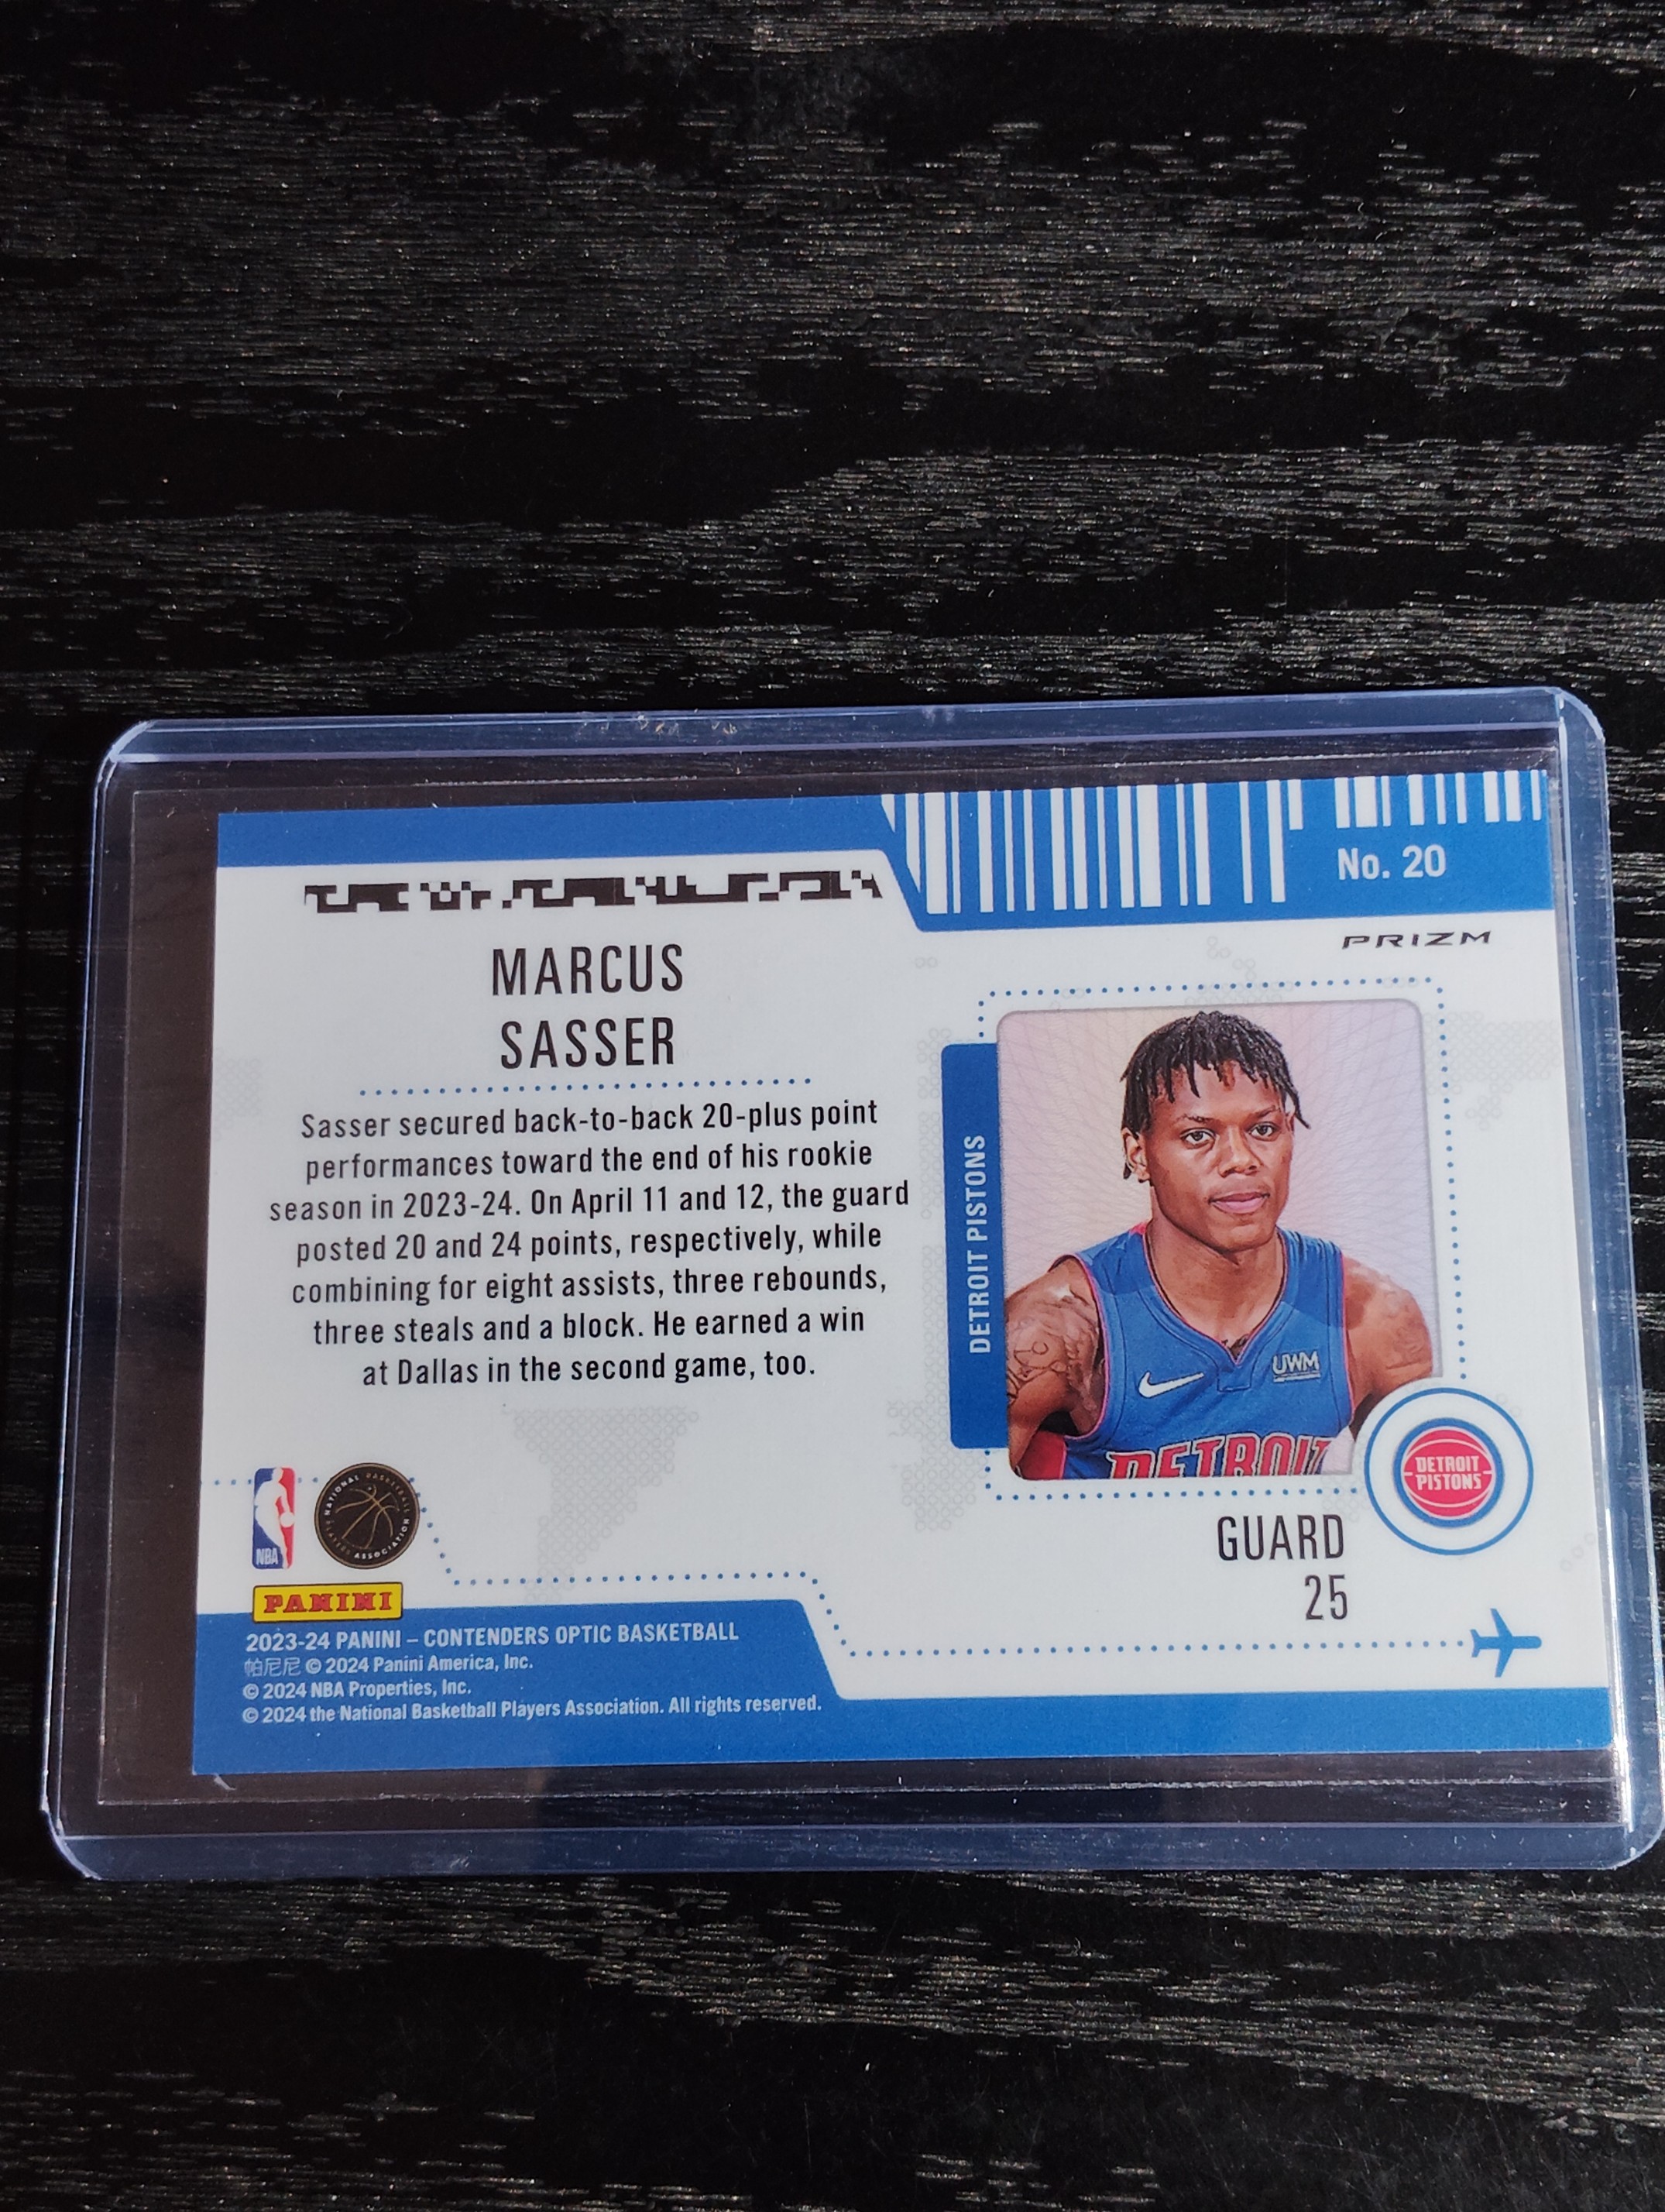 No. 20
PRIZM
MARCUS
SASSER
Sasser secured back-to-back 20-plus point
performances toward the end of his rookie
season in 2023-24. On April 11 and 12, the guard
posted 20 and 24 points, respectively, while
combining for eight assists, three rebounds,
three steals and a block. He earned a win
at Dallas in the second game, too.
DETROIT PISTONS
UWM
DETROIT
DETROIT
PISTONS
GUARD
25
NBA
NATIONAL BASKETBALL
PLAYERS ASSOCIATION
PANINI
2023-24 PANINI – CONTENDERS OPTIC BASKETBALL
帕尼尼 © 2024 Panini America, Inc.
© 2024 NBA Properties, Inc.
© 2024 the National Basketball Players Association. All rights reserved.